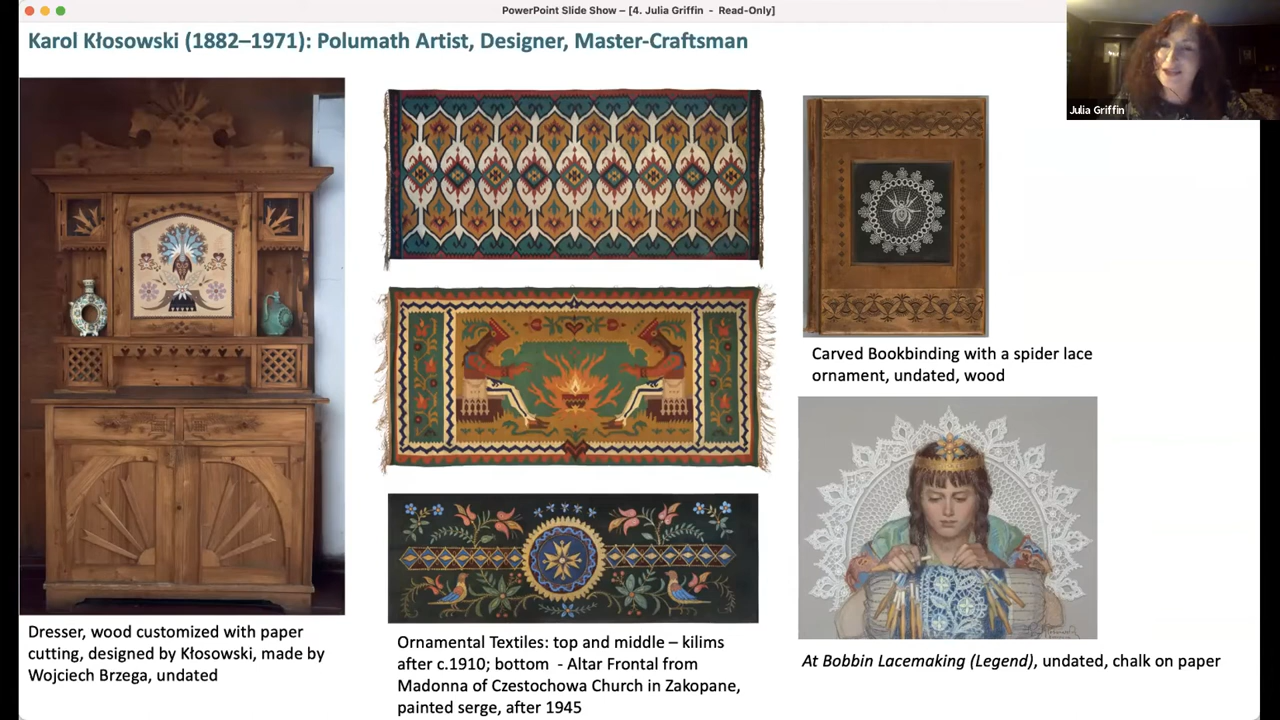 PowerPoint Slide Show – [4. Julia Griffin - Read-Only]
Karol Kłosowski (1882–1971): Polumath Artist, Designer, Master-Craftsman
Julia Griffin
Dresser, wood customized with paper
cutting, designed by Kłosowski, made by
Wojciech Brzega, undated
Ornamental Textiles: top and middle – kilims
after c.1910; bottom - Altar Frontal from
Madonna of Czestochowa Church in Zakopane,
painted serge, after 1945
Carved Bookbinding with a spider lace
ornament, undated, wood
At Bobbin Lacemaking (Legend), undated, chalk on paper